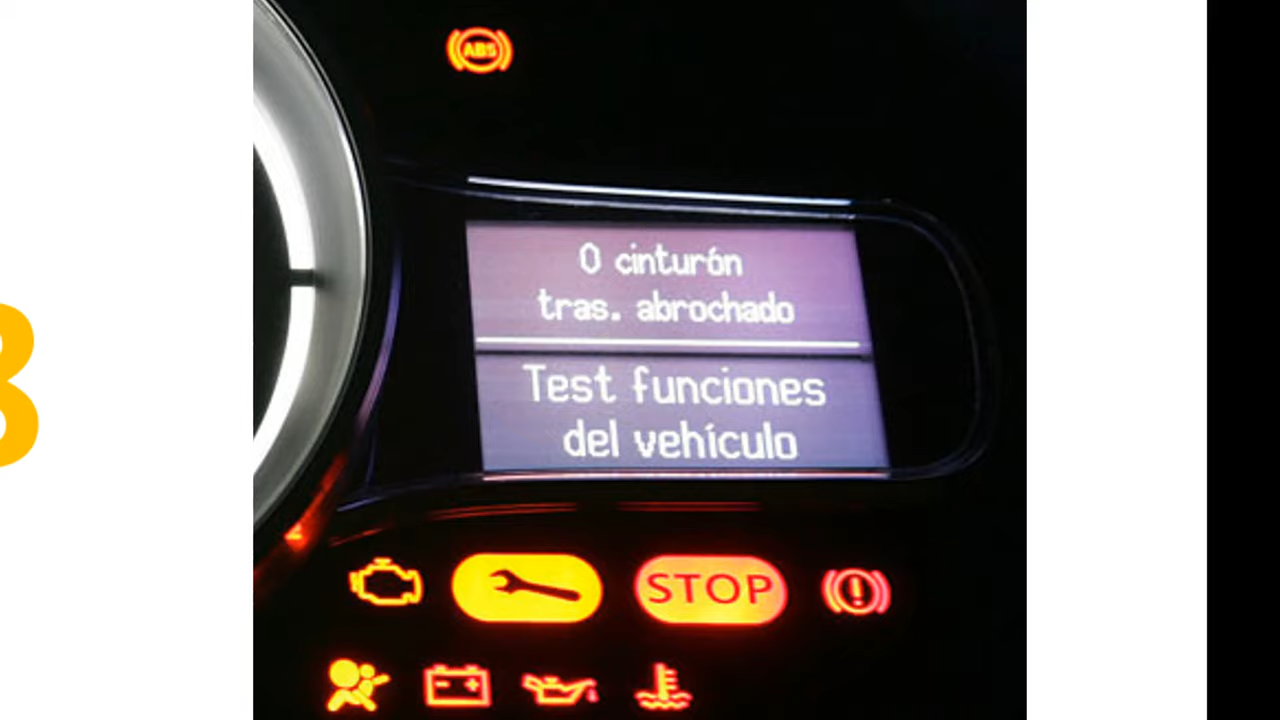 ABS
0 cinturón
tras. abrochado
Test funciones
del vehículo
STOP